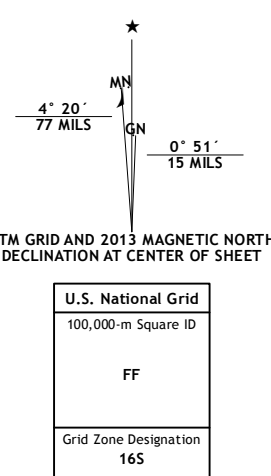 ★
MN
4° 20´
77 MILS
GN
0° 51´
15 MILS
TM GRID AND 2013 MAGNETIC NORTH
DECLINATION AT CENTER OF SHEET
U.S. National Grid
100,000-m Square ID
FF
Grid Zone Designation
16S